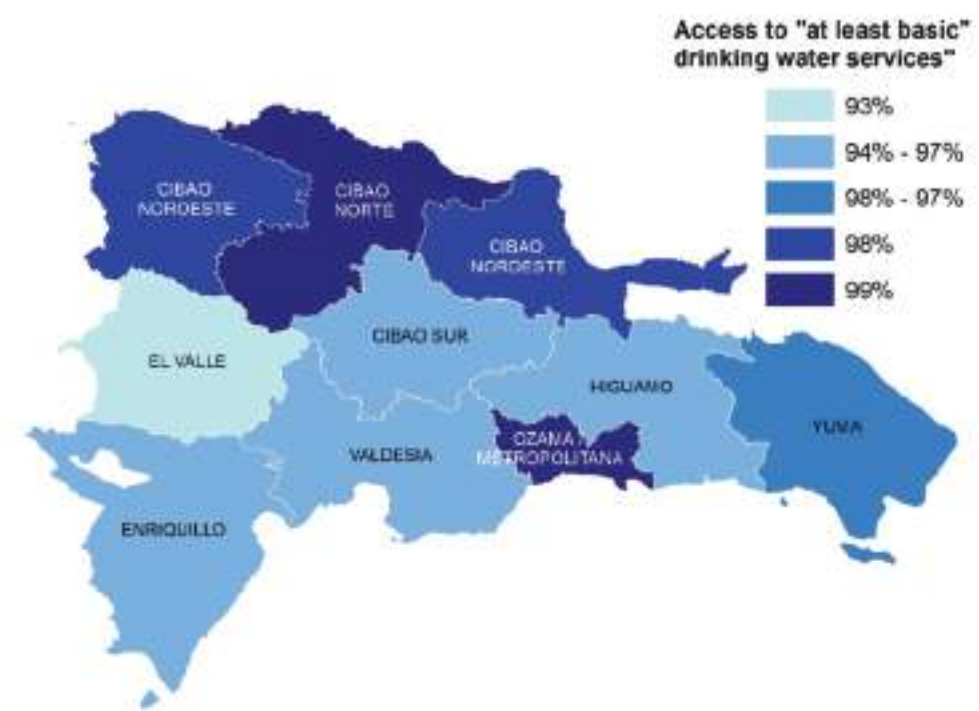 Access to "at least basic"
drinking water services"
93%
94% - 97%
98% - 97%
98%
99%
CIBAO
NOROESTE
CIBAO
NORTE
CIBAO
NORDESTE
EL VALLE
CIBAO SUR
HIGUAMO
YUMA
VALDESIA
OZAMA /
METROPOLITANA
ENRIQUILLO